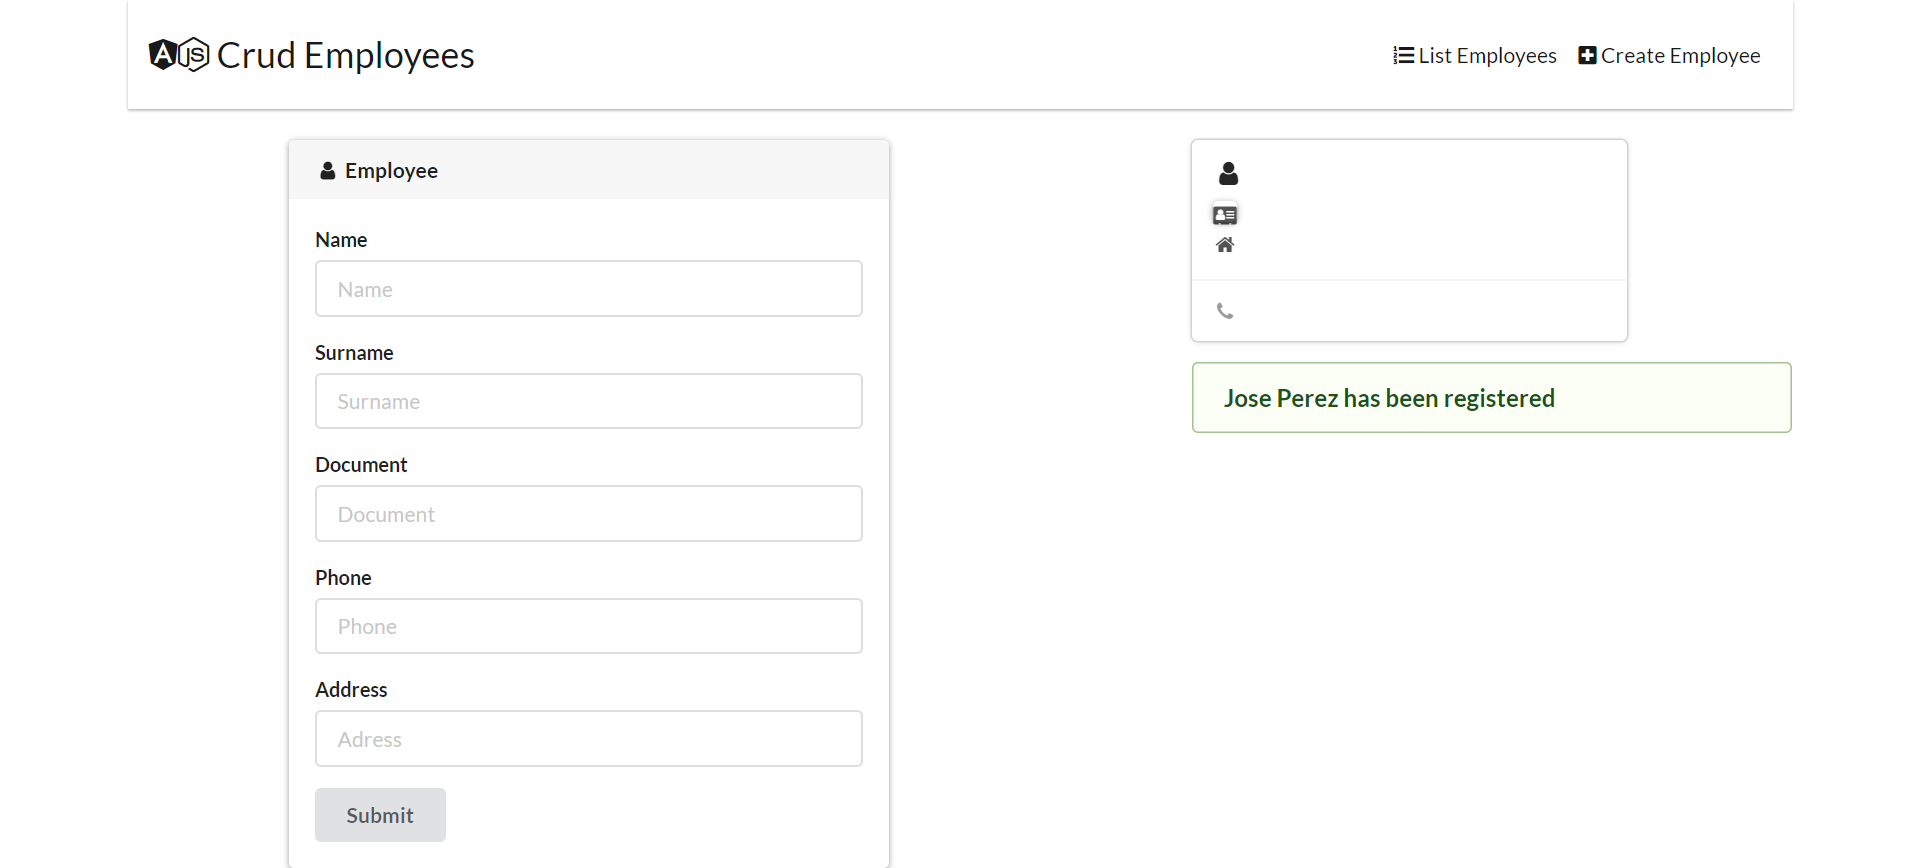 Crud Employees
List Employees
Create Employee
Employee
Name
Name
Surname
Surname
Document
Document
Phone
Phone
Address
Adress
Submit
Jose Perez has been registered